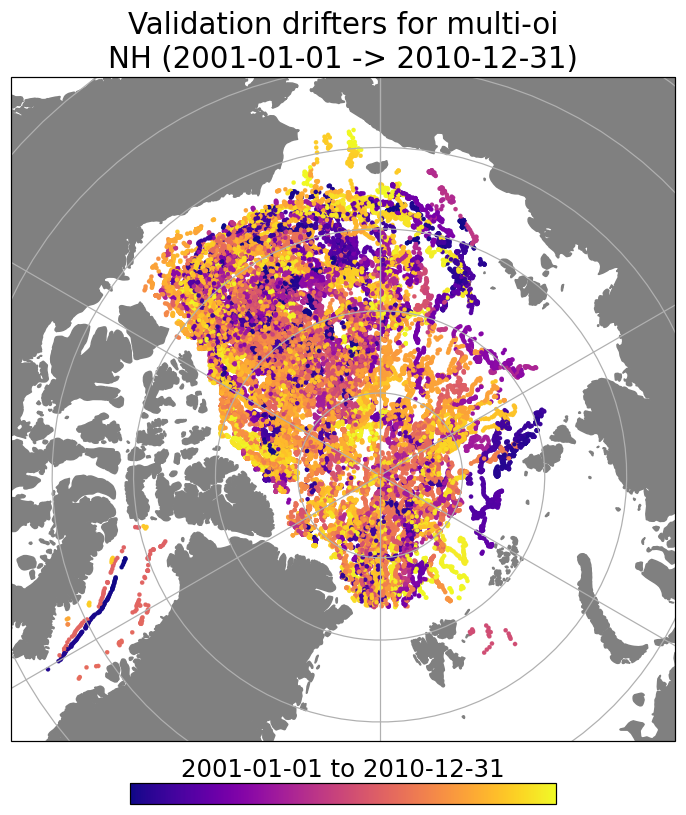 Validation drifters for multi-oi
NH (2001-01-01 -> 2010-12-31)
2001-01-01 to 2010-12-31